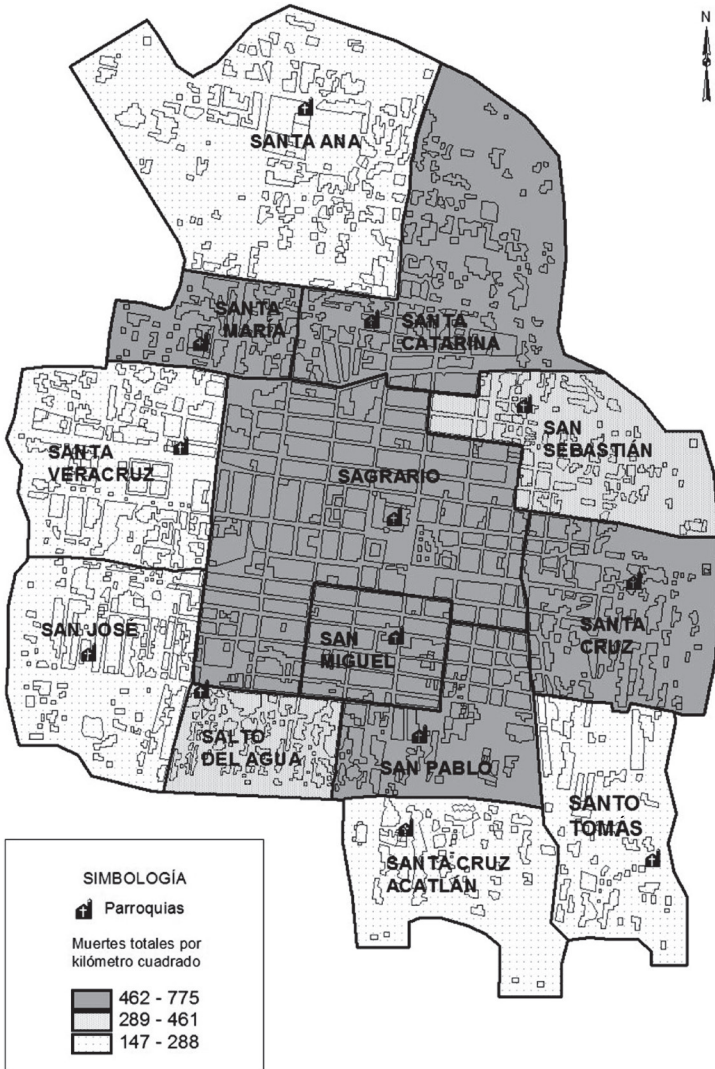 N
SANTA ANA
SANTA
MARÍA
SANTA
CATARINA
SANTA
VERACRUZ
SAN
SEBASTIÁN
SAGRARIO
SAN JOSÉ
SAN
MIGUEL
SANTA
CRUZ
SALTO
DEL AGUA
SAN PABLO
SANTO
TOMÁS
SANTA CRUZ
ACATLÁN
SIMBOLOGÍA
Parroquias
Muertes totales por
kilómetro cuadrado
462 - 775
289 - 461
147 - 288